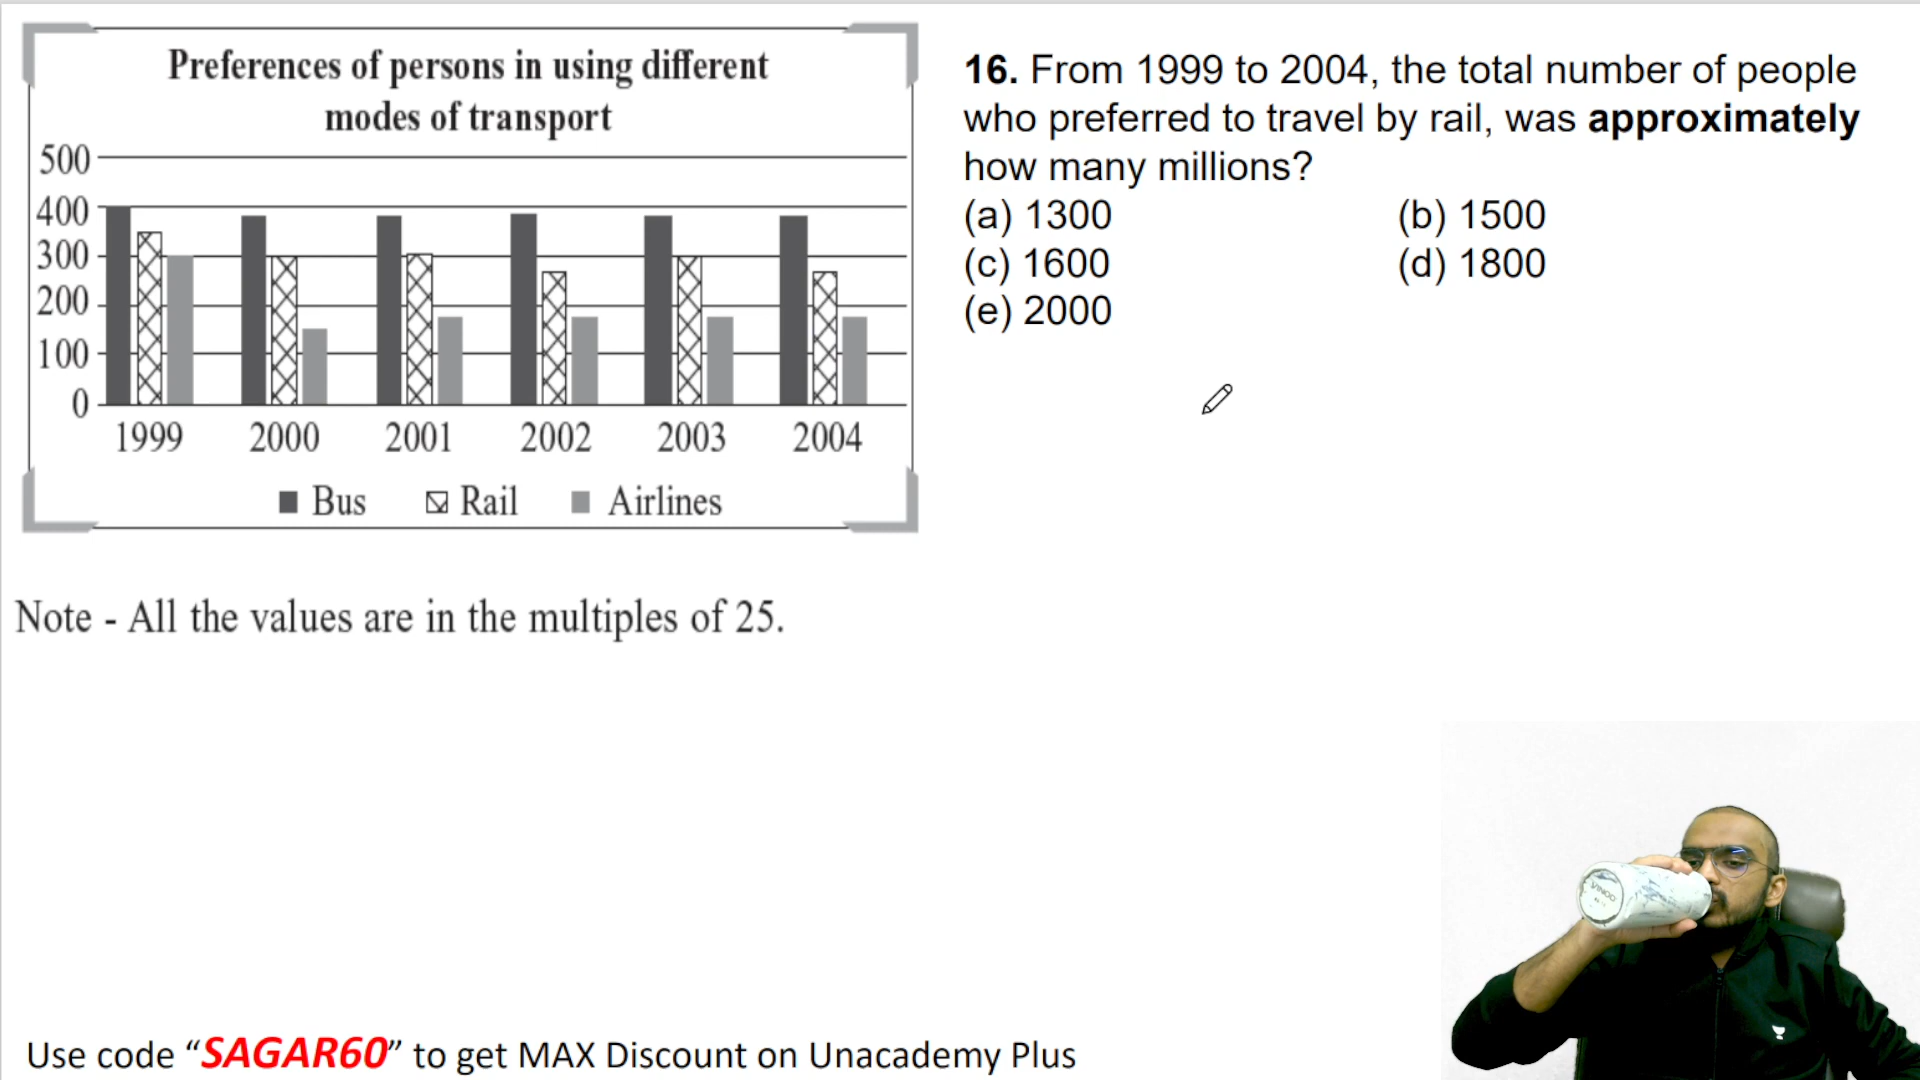 Preferences of persons in using different
modes of transport
500
400
300
200
100
0
1999 2000 2001 2002 2003 2004
Bus Rail Airlines
Note - All the values are in the multiples of 25.
16. From 1999 to 2004, the total number of people
who preferred to travel by rail, was approximately
how many millions?
(a) 1300 (b) 1500
(c) 1600 (d) 1800
(e) 2000
Use code “SAGAR60” to get MAX Discount on Unacademy Plus